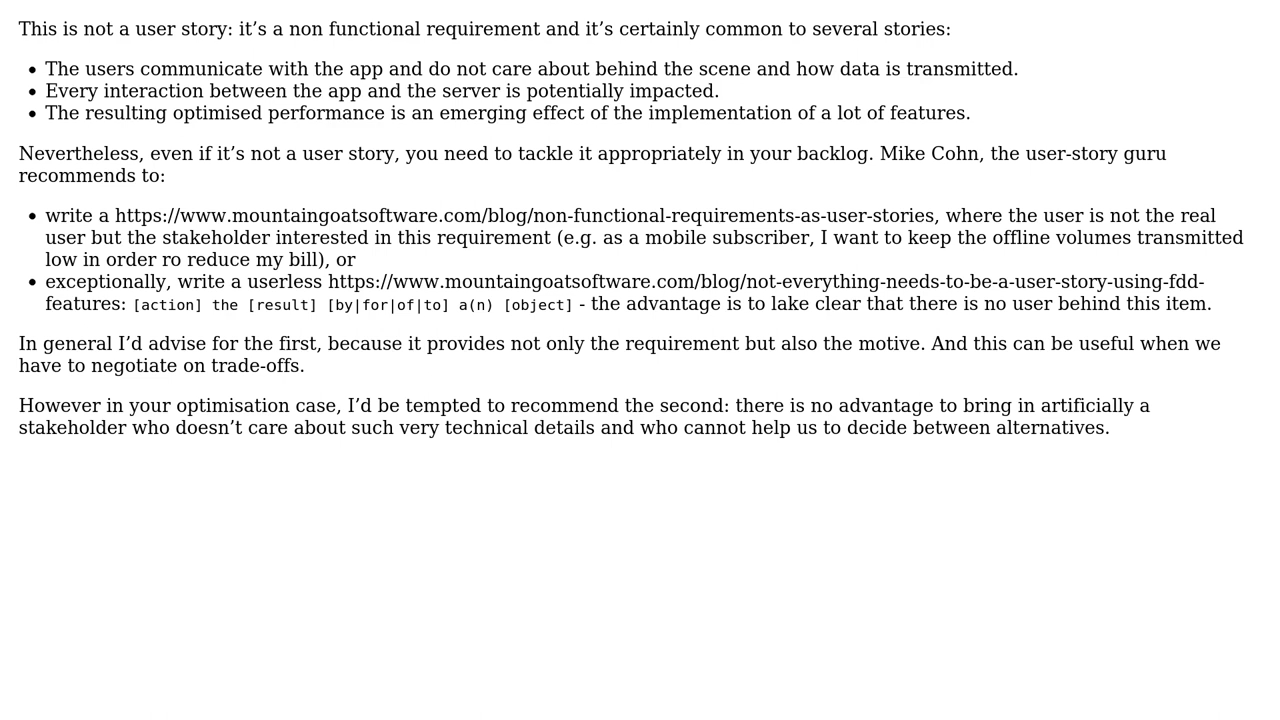 This is not a user story: it’s a non functional requirement and it’s certainly common to several stories:
The users communicate with the app and do not care about behind the scene and how data is transmitted.
Every interaction between the app and the server is potentially impacted.
The resulting optimised performance is an emerging effect of the implementation of a lot of features.
Nevertheless, even if it’s not a user story, you need to tackle it appropriately in your backlog. Mike Cohn, the user-story guru
recommends to:
write a https://www.mountaingoatsoftware.com/blog/non-functional-requirements-as-user-stories, where the user is not the real
user but the stakeholder interested in this requirement (e.g. as a mobile subscriber, I want to keep the offline volumes transmitted
low in order ro reduce my bill), or
exceptionally, write a userless https://www.mountaingoatsoftware.com/blog/not-everything-needs-to-be-a-user-story-using-fdd-
features: [action] the [result] [by|for|of|to] a(n) [object] - the advantage is to lake clear that there is no user behind this item.
In general I’d advise for the first, because it provides not only the requirement but also the motive. And this can be useful when we
have to negotiate on trade-offs.
However in your optimisation case, I’d be tempted to recommend the second: there is no advantage to bring in artificially a
stakeholder who doesn’t care about such very technical details and who cannot help us to decide between alternatives.